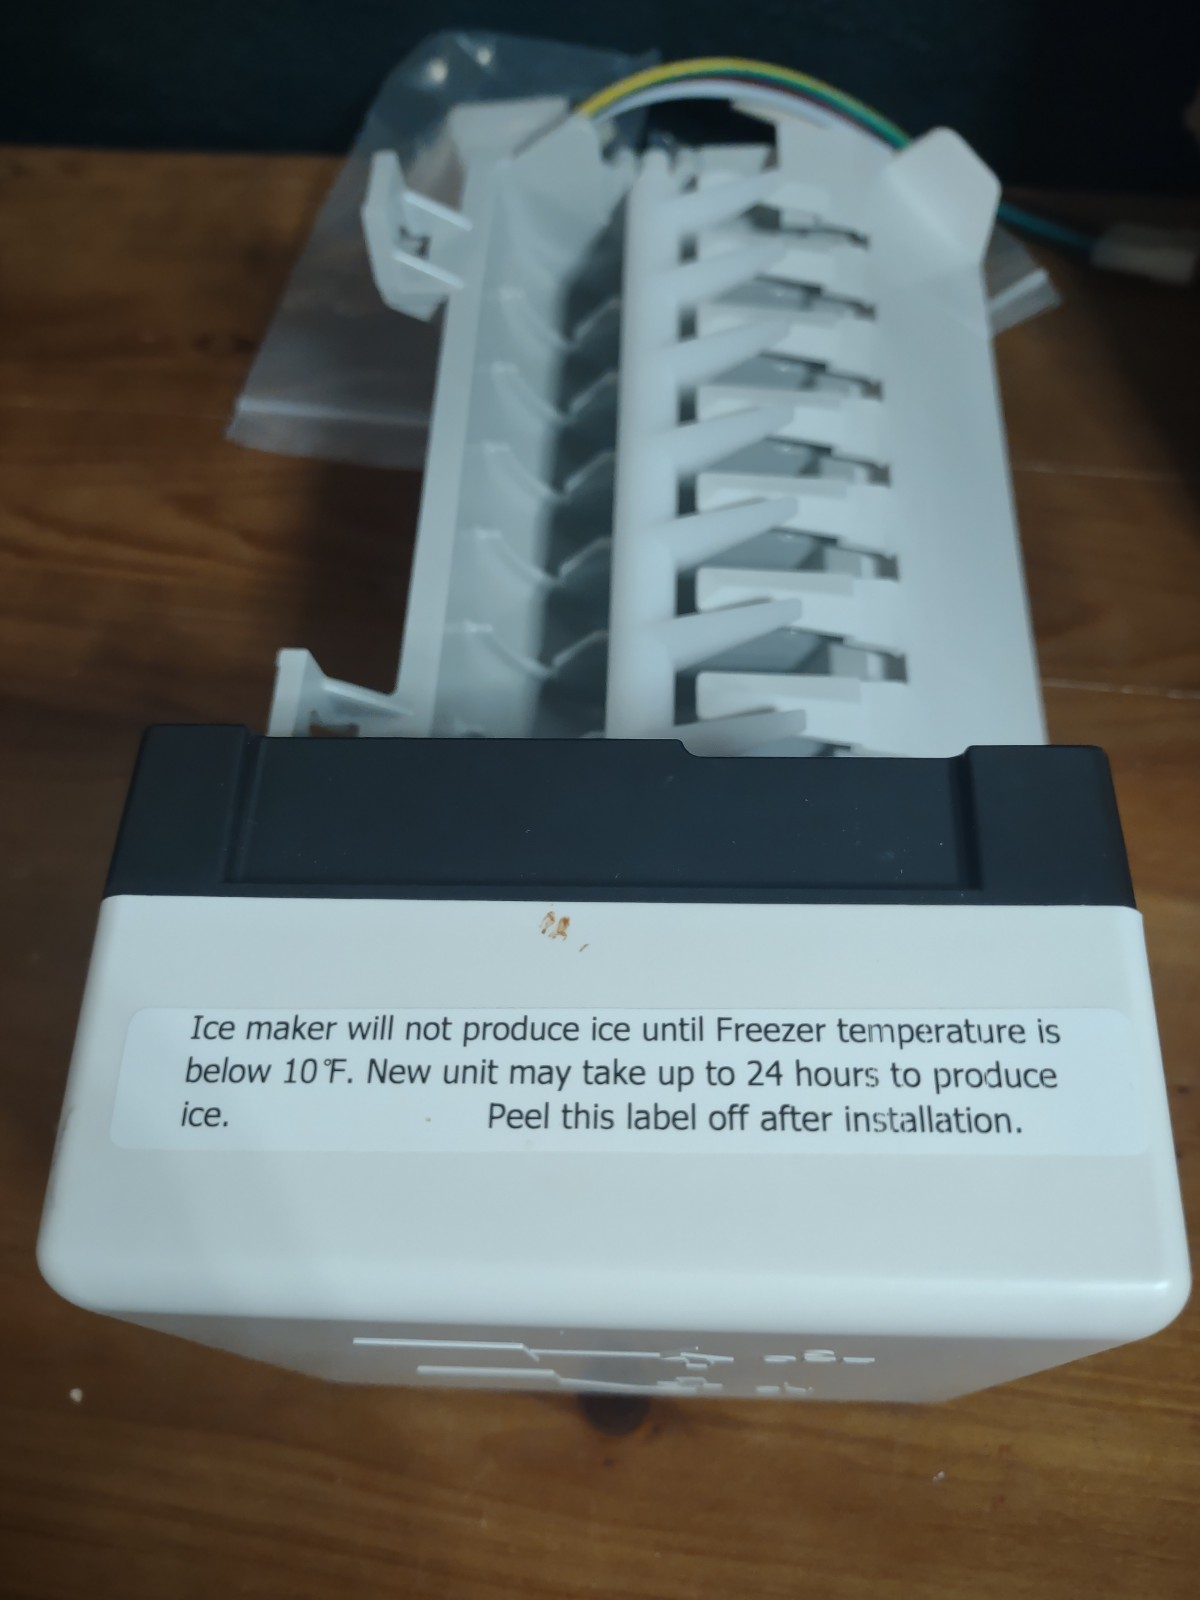 Ice maker will not produce ice until Freezer temperature is
below 10°F. New unit may take up to 24 hours to produce
ice. Peel this label off after installation.